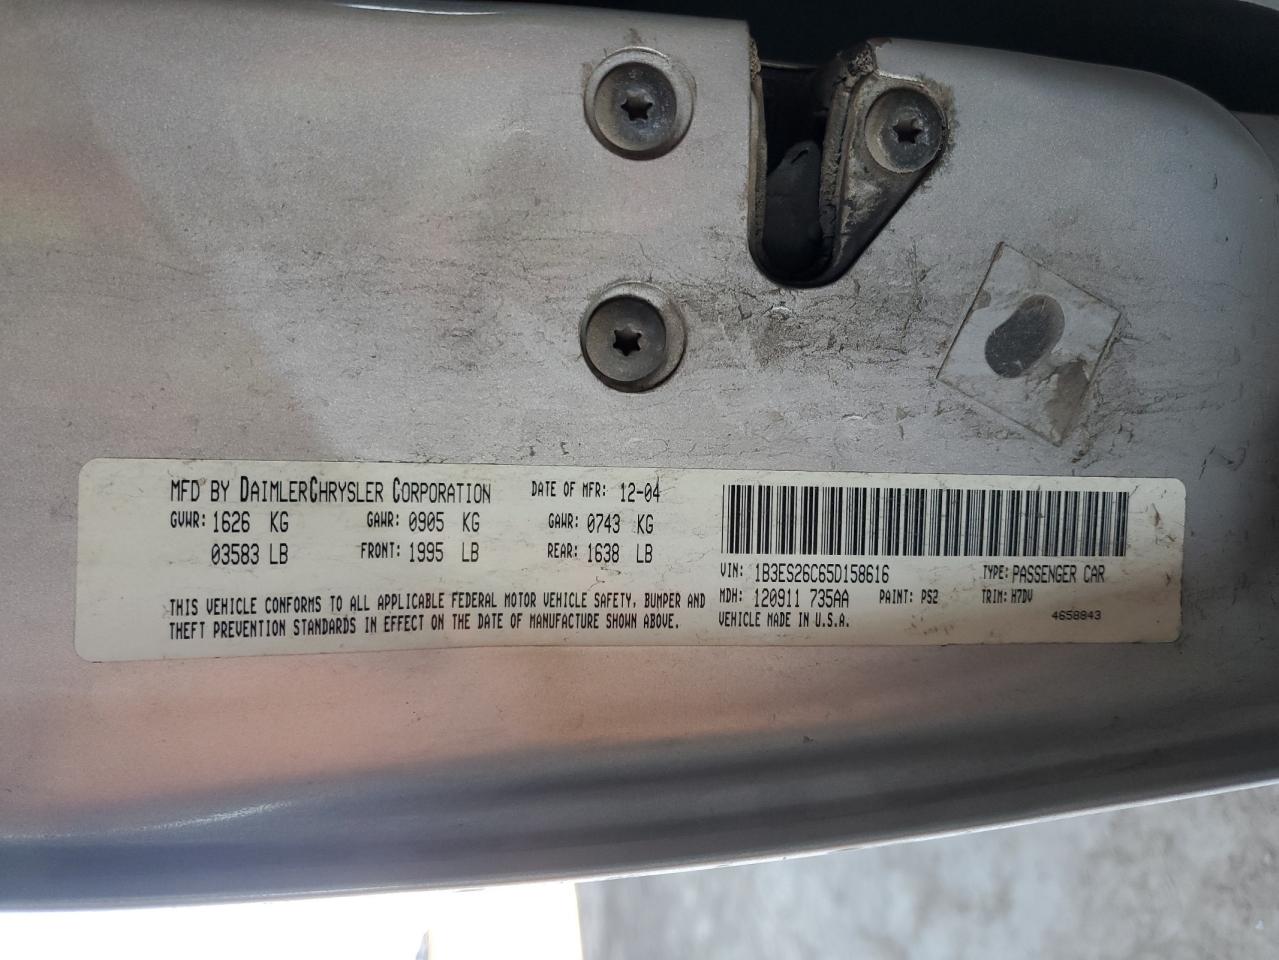 MFD BY DAIMLERCHRYSLER CORPORATION DATE OF MFR: 12-04
GVWR: 1626 KG GAWR: 0905 KG GAWR: 0743 KG
03583 LB FRONT: 1995 LB REAR: 1638 LB
THIS VEHICLE CONFORMS TO ALL APPLICABLE FEDERAL MOTOR VEHICLE SAFETY, BUMPER AND
THEFT PREVENTION STANDARDS IN EFFECT ON THE DATE OF MANUFACTURE SHOWN ABOVE.
VIN: 1B3ES26C65D158616 TYPE: PASSENGER CAR
MDH: 120911 735AA PAINT: PS2 TRIM: H7DV
VEHICLE MADE IN U.S.A. 4658843